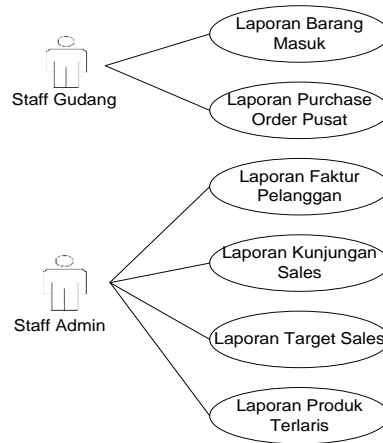 Laporan Barang
Masuk
Staff Gudang
Laporan Purchase
Order Pusat
Laporan Faktur
Pelanggan
Laporan Kunjungan
Sales
Staff Admin
Laporan Target Sales
Laporan Produk
Terlaris